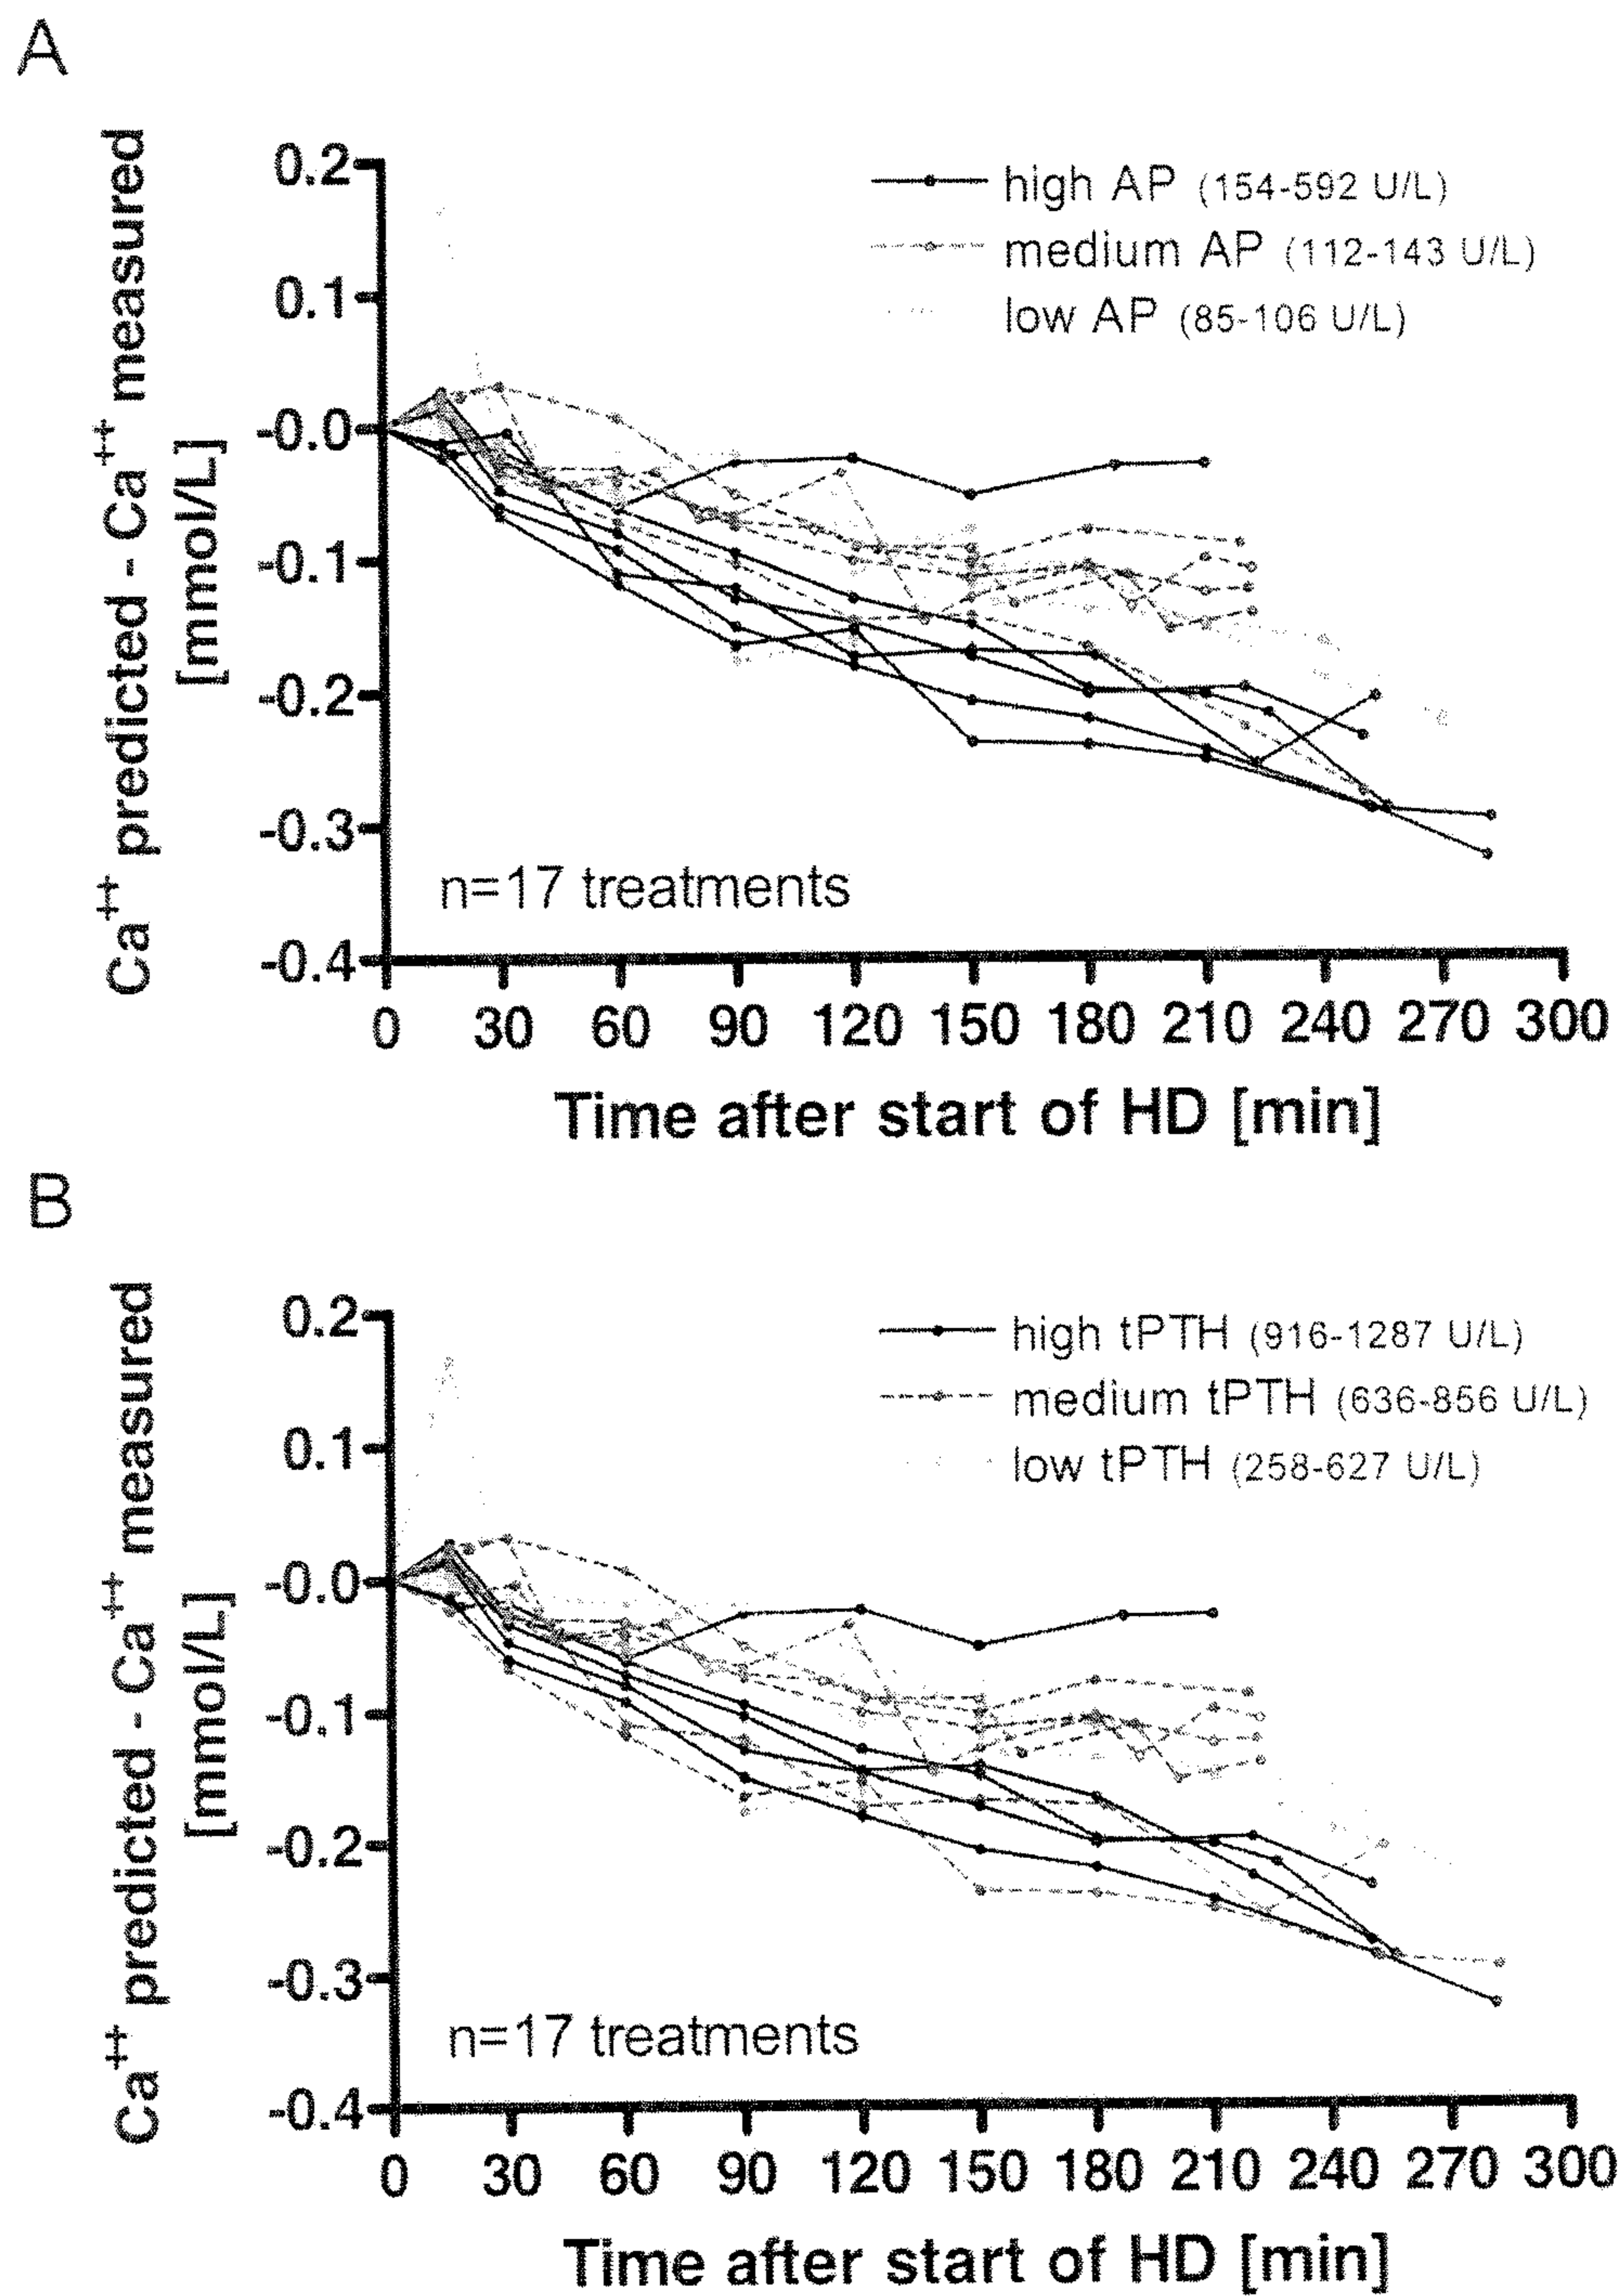 A
Ca++ predicted - Ca++ measured
[mmol/L]
0.2
0.1
-0.0
-0.1
-0.2
-0.3
-0.4
high AP (154-592 U/L)
medium AP (112-143 U/L)
low AP (85-106 U/L)
n=17 treatments
0 30 60 90 120 150 180 210 240 270 300
Time after start of HD [min]
B
Ca++ predicted - Ca++ measured
[mmol/L]
0.2
0.1
-0.0
-0.1
-0.2
-0.3
-0.4
high tPTH (916-1287 U/L)
medium tPTH (636-856 U/L)
low tPTH (258-627 U/L)
n=17 treatments
0 30 60 90 120 150 180 210 240 270 300
Time after start of HD [min]